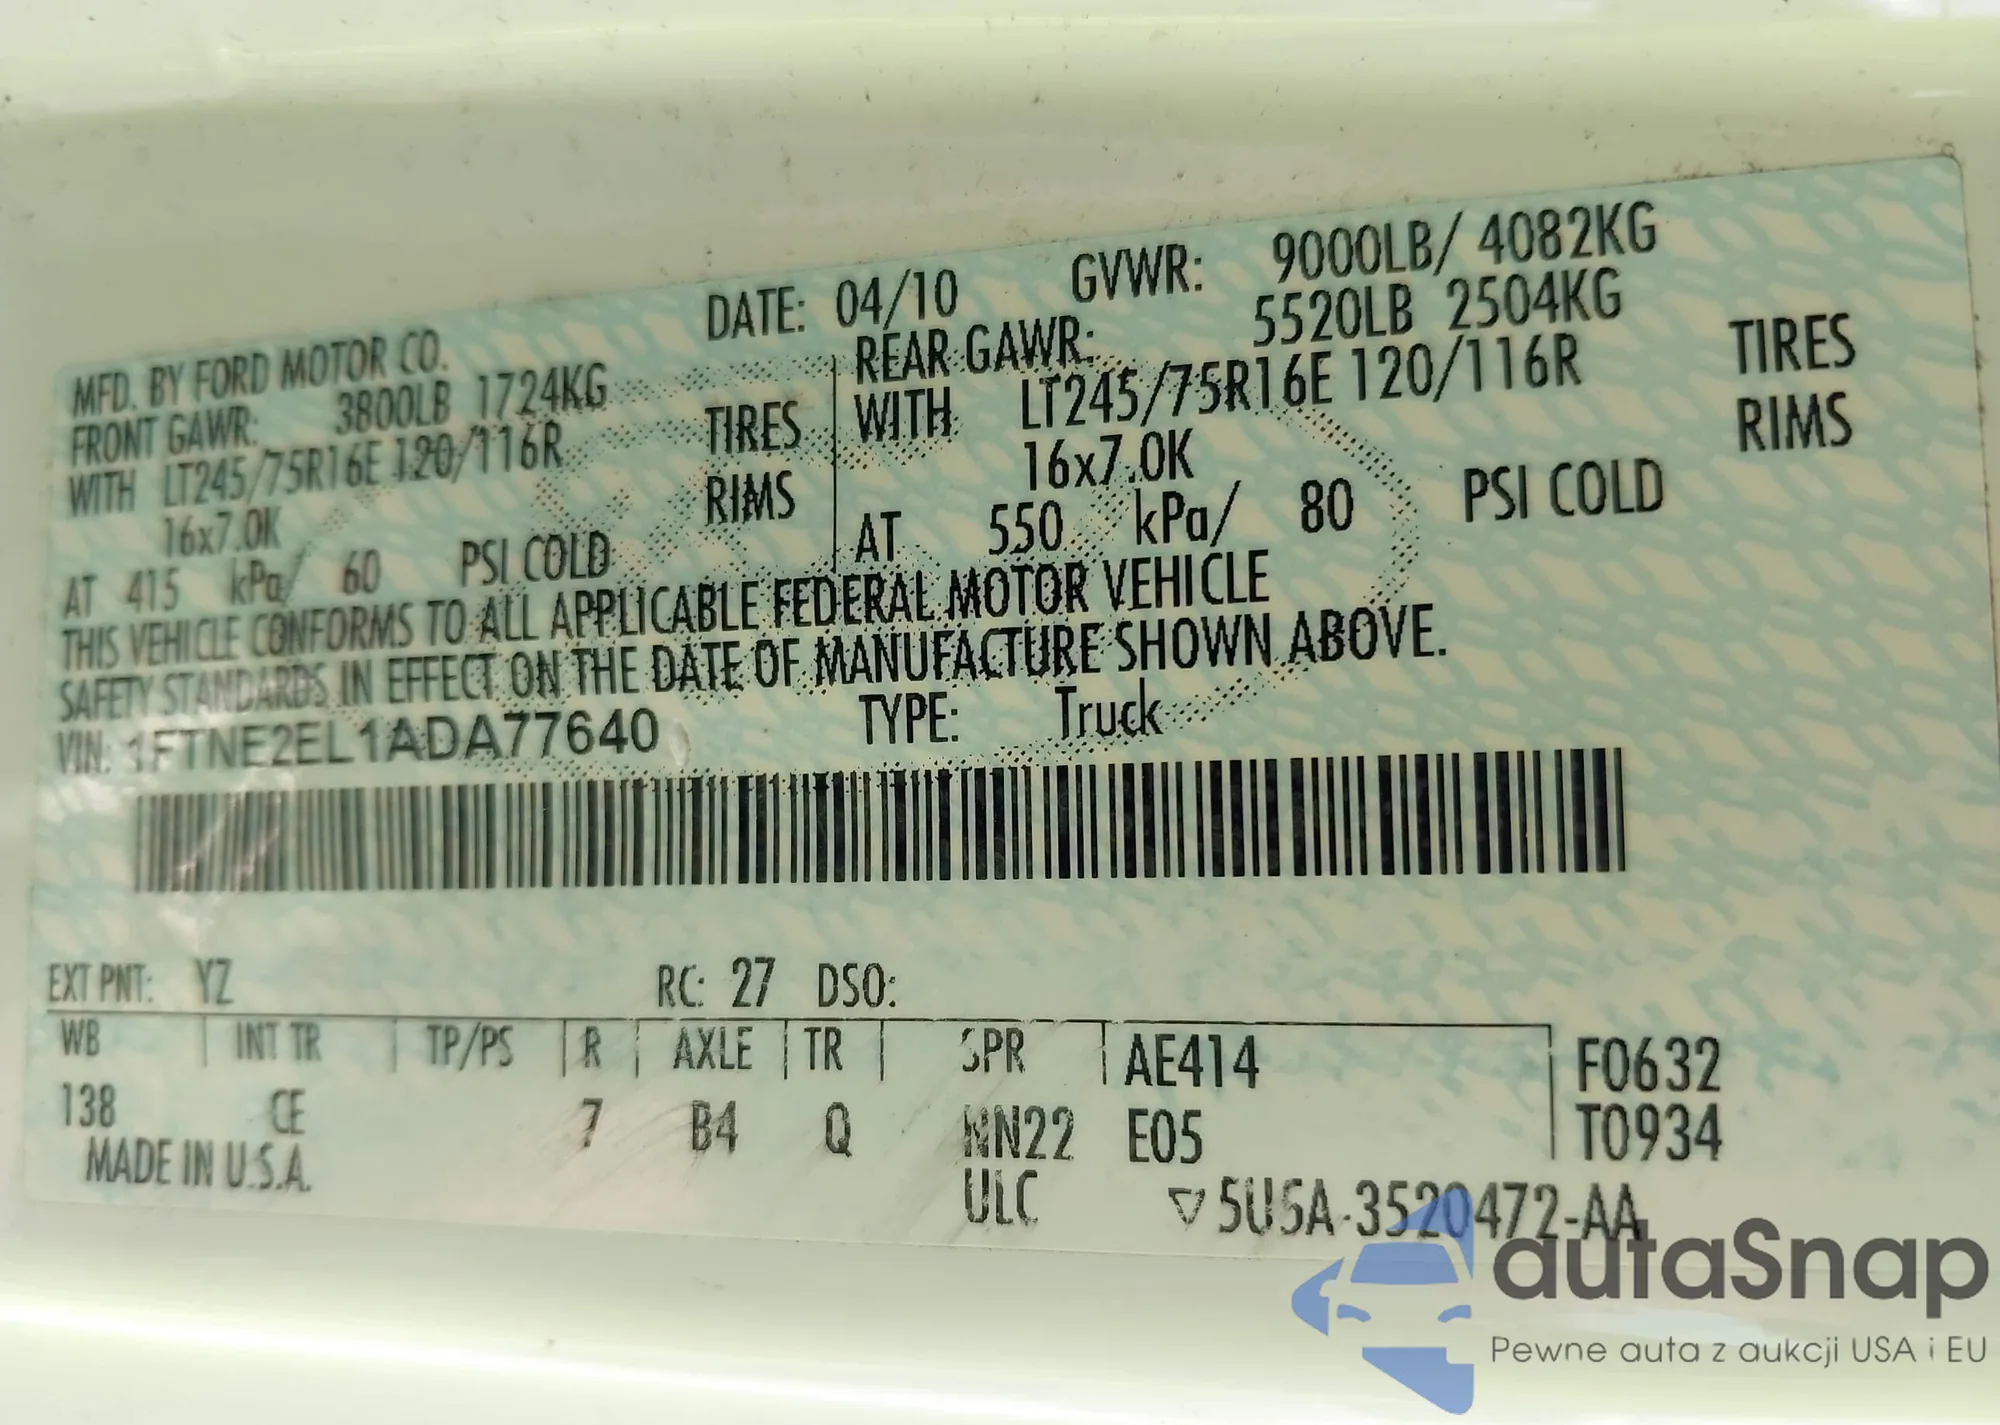 MFD. BY FORD MOTOR CO.
DATE: 04/10 GVWR: 9000LB/ 4082KG
FRONT GAWR: 3800LB 1724KG
REAR GAWR: 5520LB 2504KG
WITH LT245/75R16E 120/116R TIRES
WITH LT245/75R16E 120/116R TIRES
16x7.0K RIMS
16x7.0K RIMS
AT 415 kPa/ 60 PSI COLD
AT 550 kPa/ 80 PSI COLD
THIS VEHICLE CONFORMS TO ALL APPLICABLE FEDERAL MOTOR VEHICLE
SAFETY STANDARDS IN EFFECT ON THE DATE OF MANUFACTURE SHOWN ABOVE.
VIN: 1FTNE2EL1ADA77640 TYPE: Truck
EXT PNT: YZ RC: 27 DSO:
WB INT TR TP/PS R AXLE TR SPR AE414 F0632
138 CE 7 B4 Q NN22 E05 T0934
MADE IN U.S.A. ULC ▽5U5A-3520472-AA
autaSnap
Pewne auta z aukcji USA i EU